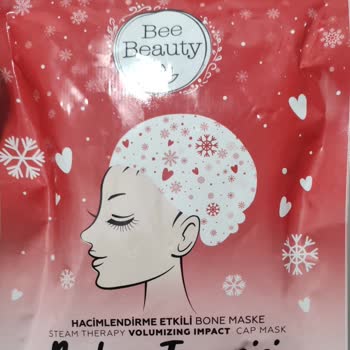 Bee
Beauty
HACİMLENDİRME ETKİLİ BONE MASKE
STEAM THERAPY VOLUMIZING IMPACT CAP MASK